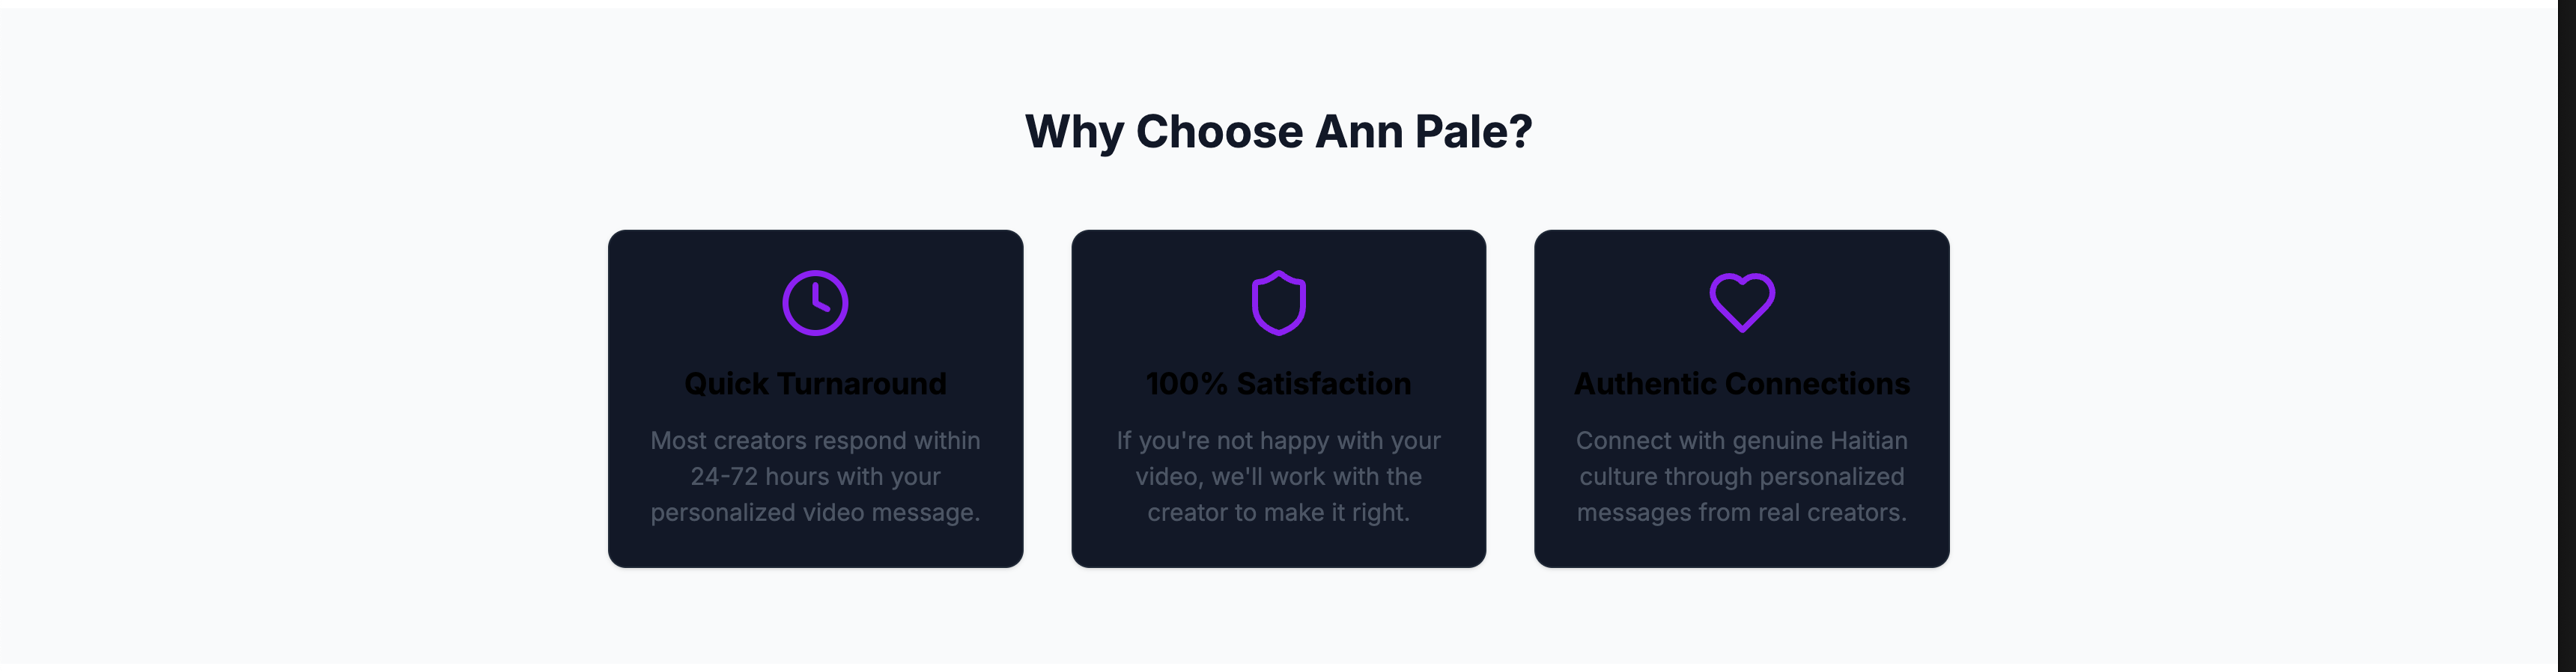 Why Choose Ann Pale?
Quick Turnaround
Most creators respond within
24-72 hours with your
personalized video message.
100% Satisfaction
If you're not happy with your
video, we'll work with the
creator to make it right.
Authentic Connections
Connect with genuine Haitian
culture through personalized
messages from real creators.